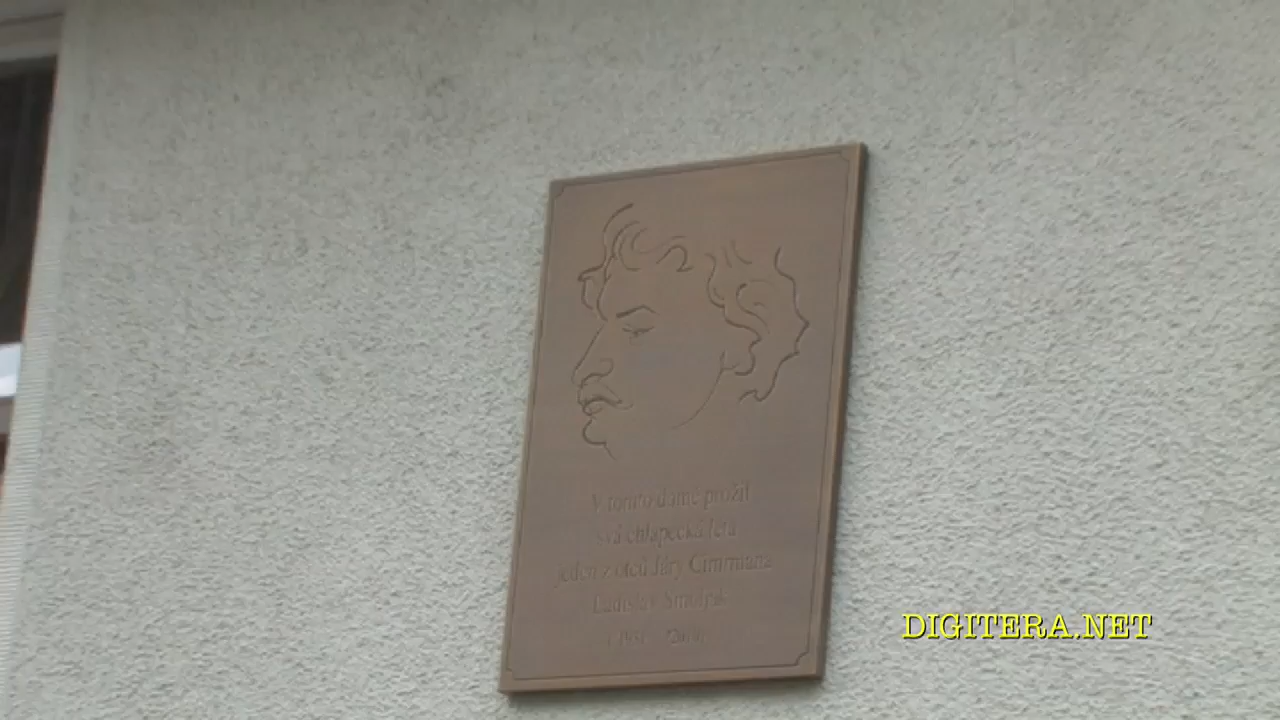 V tomto domě prožil
svá chlapecká léta
jeden z otců Járy Cimrmana
Ladislav Smoljak
DIGITERA.NET